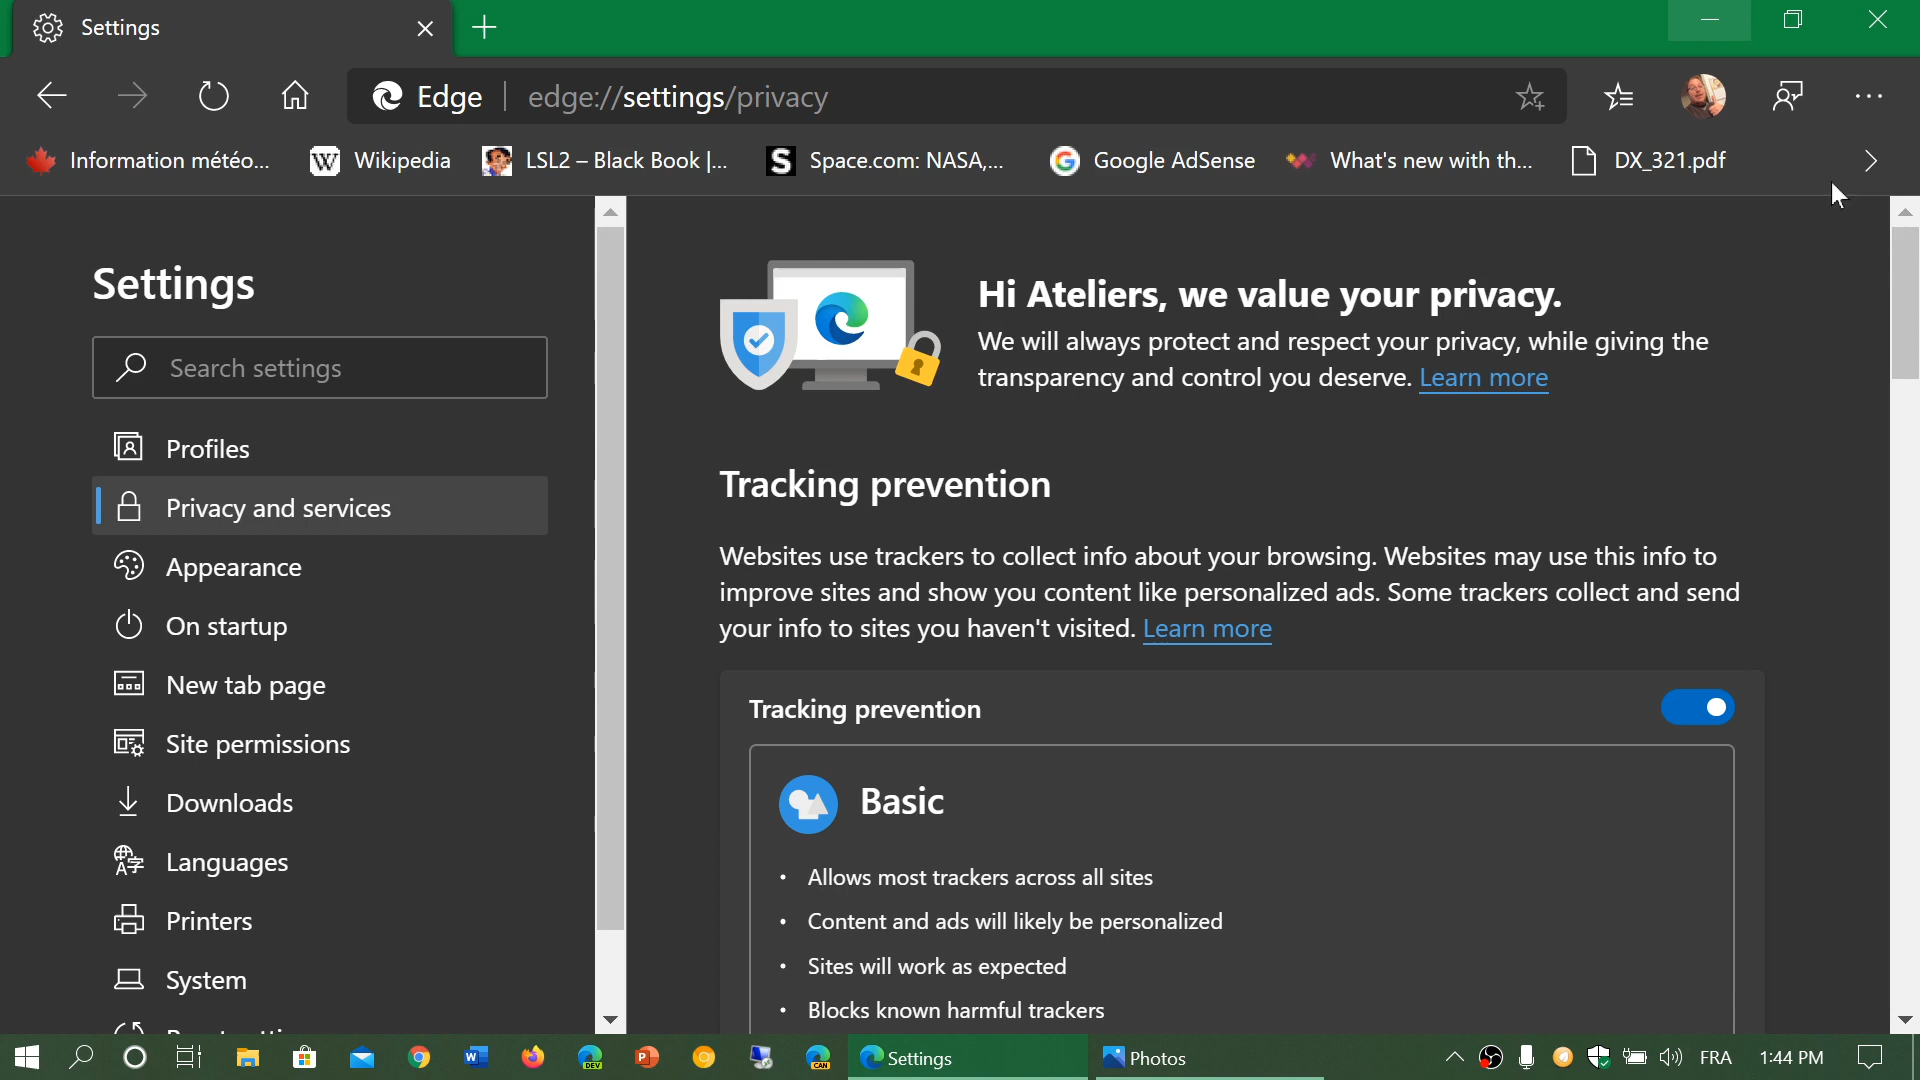 Settings
Edge
edge://settings/privacy
Information météo...
Wikipedia
LSL2 – Black Book |...
Space.com: NASA,...
Google AdSense
What's new with th...
DX_321.pdf
Settings
Search settings
Profiles
Privacy and services
Appearance
On startup
New tab page
Site permissions
Downloads
Languages
Printers
System
Hi Ateliers, we value your privacy.
We will always protect and respect your privacy, while giving the
transparency and control you deserve. Learn more
Tracking prevention
Websites use trackers to collect info about your browsing. Websites may use this info to
improve sites and show you content like personalized ads. Some trackers collect and send
your info to sites you haven't visited. Learn more
Tracking prevention
Basic
• Allows most trackers across all sites
• Content and ads will likely be personalized
• Sites will work as expected
• Blocks known harmful trackers
DEV
CAN
Settings
Photos
FRA
1:44 PM